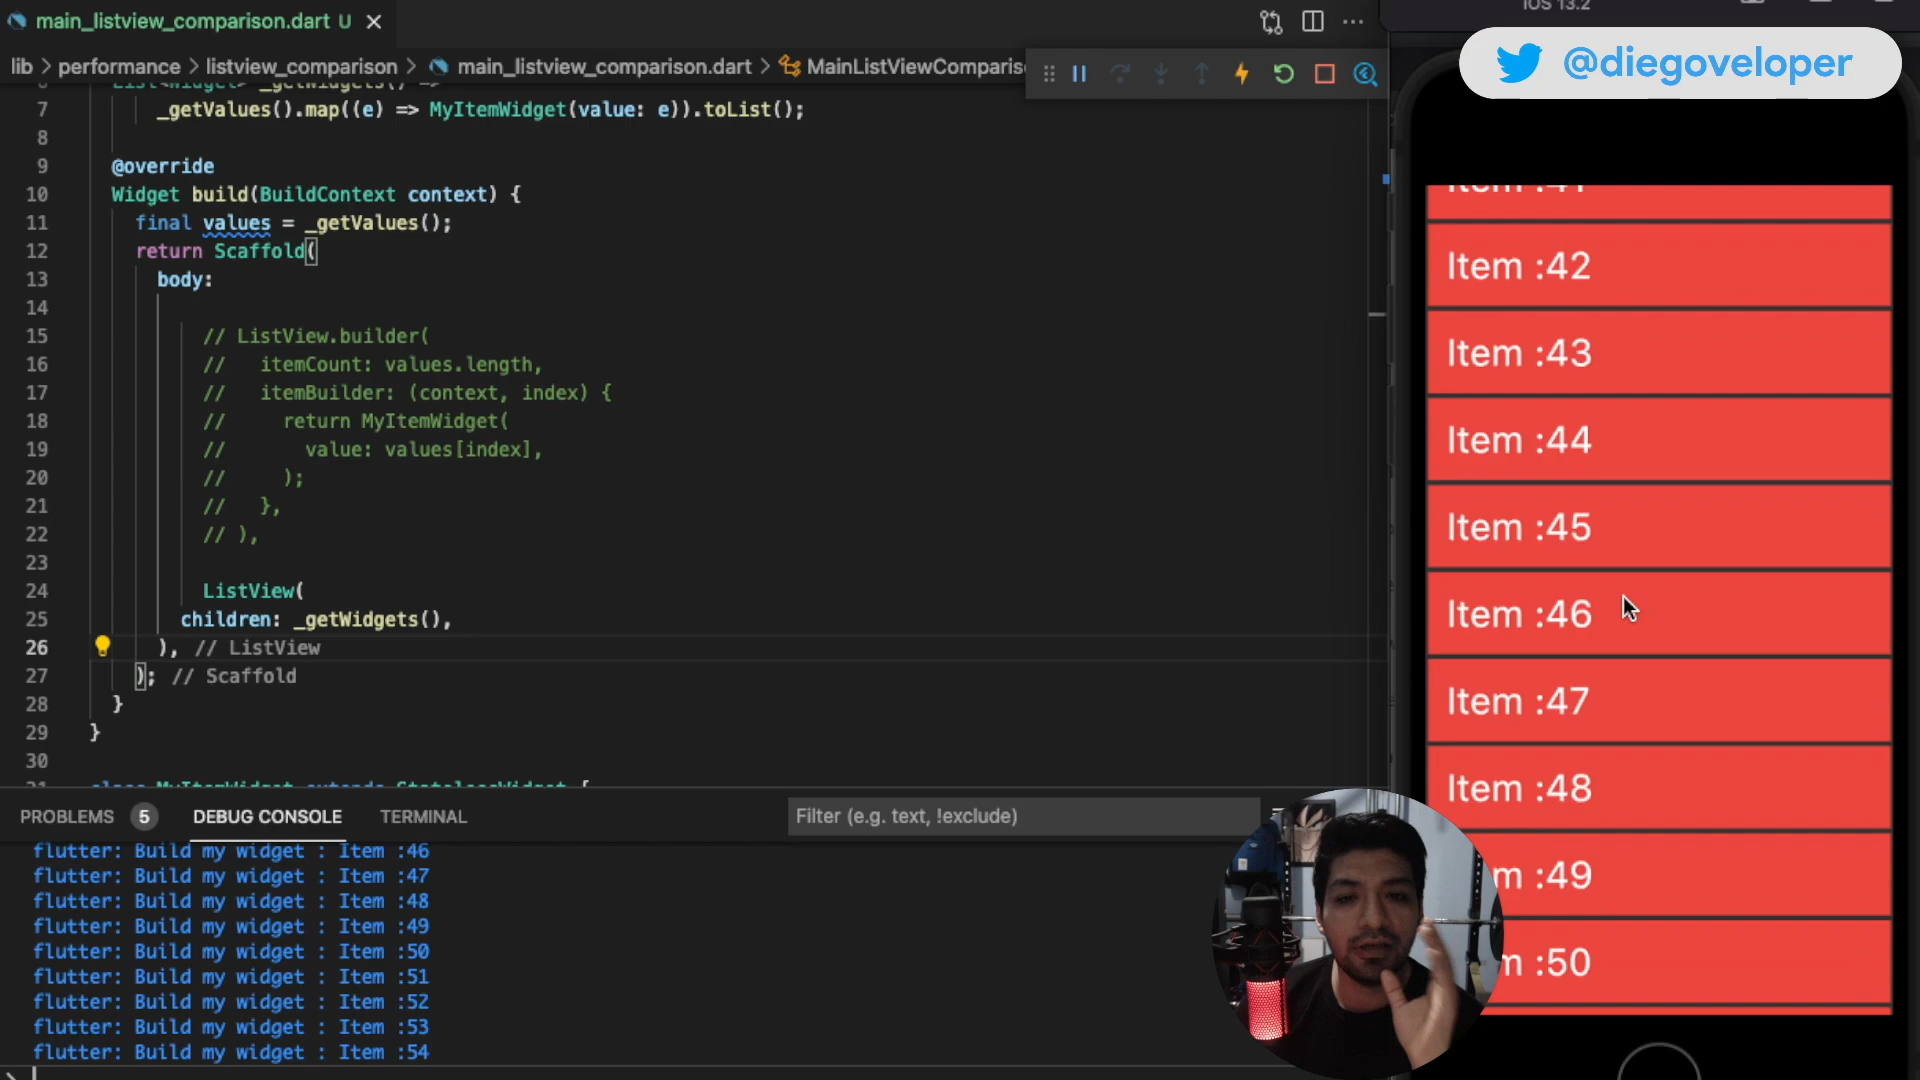 main_listview_comparison.dart U
iOS 13.2
@diegoveloper
lib > performance > listview_comparison > main_listview_comparison.dart > MainListViewCompariso
7 _getValues().map((e) => MyItemWidget(value: e)).toList();
8
9 @override
10 Widget build(BuildContext context) {
11 final values = _getValues();
12 return Scaffold(
13 body:
14
15 // ListView.builder(
16 // itemCount: values.length,
17 // itemBuilder: (context, index) {
18 // return MyItemWidget(
19 // value: values[index],
20 // );
21 // },
22 // ),
23
24 ListView(
25 children: _getWidgets(),
26 ), // ListView
27 ); // Scaffold
28 }
29 }
30
31 class MyItemWidget extends StatelessWidget {
PROBLEMS 5 DEBUG CONSOLE TERMINAL Filter (e.g. text, !exclude)
flutter: Build my widget : Item :46
flutter: Build my widget : Item :47
flutter: Build my widget : Item :48
flutter: Build my widget : Item :49
flutter: Build my widget : Item :50
flutter: Build my widget : Item :51
flutter: Build my widget : Item :52
flutter: Build my widget : Item :53
flutter: Build my widget : Item :54
Item :41
Item :42
Item :43
Item :44
Item :45
Item :46
Item :47
Item :48
m :49
m :50